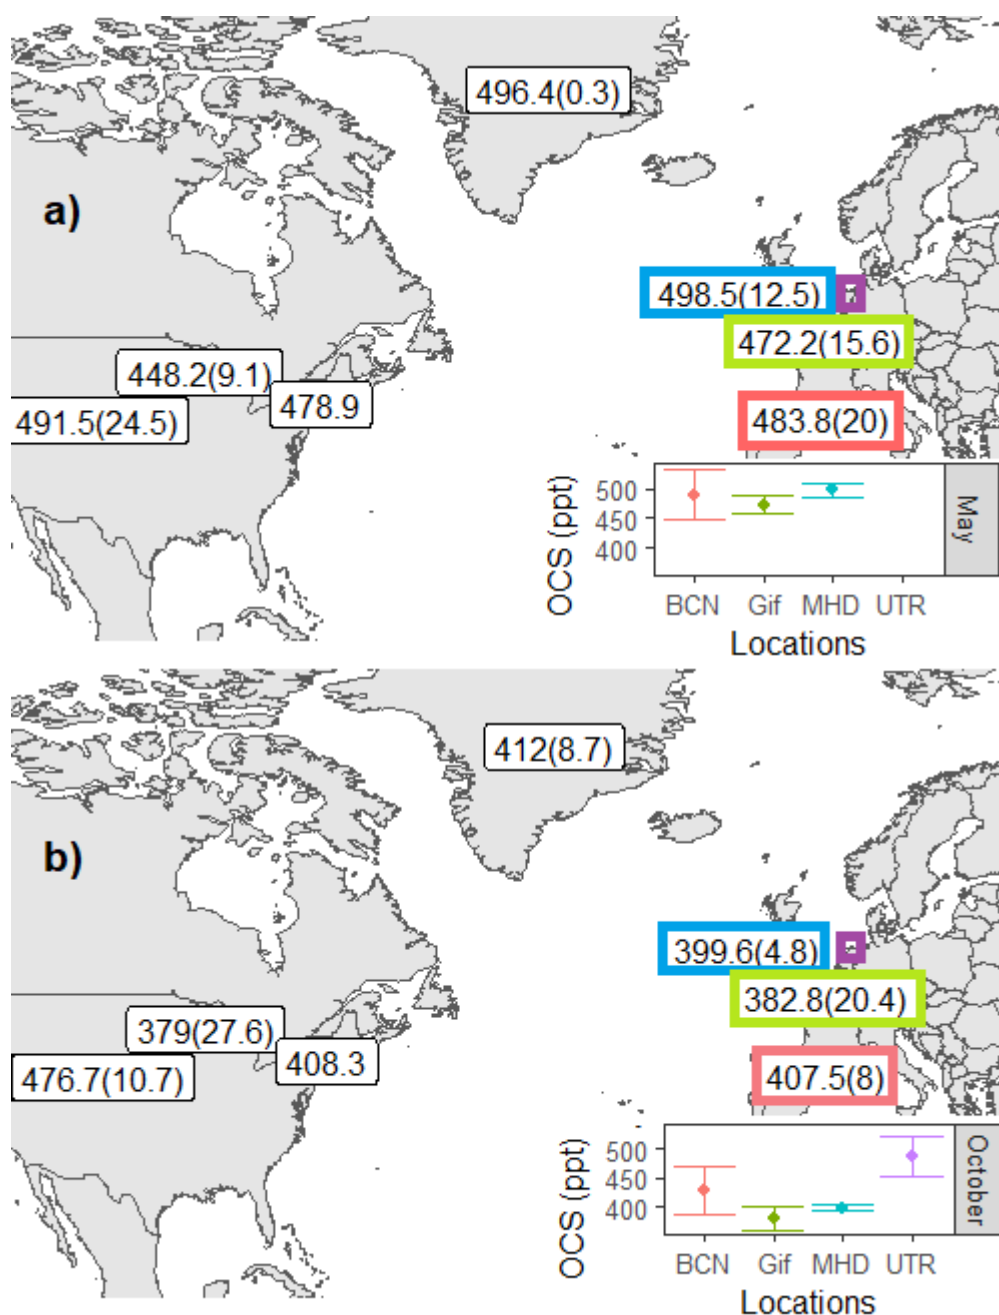 496.4(0.3)
a)
498.5(12.5)
472.2(15.6)
448.2(9.1)
478.9
491.5(24.5)
483.8(20)
OCS (ppt)
500
450
400
May
BCN Gif MHD UTR
Locations
412(8.7)
b)
399.6(4.8)
382.8(20.4)
379(27.6)
408.3
476.7(10.7)
407.5(8)
OCS (ppt)
500
450
400
October
BCN Gif MHD UTR
Locations